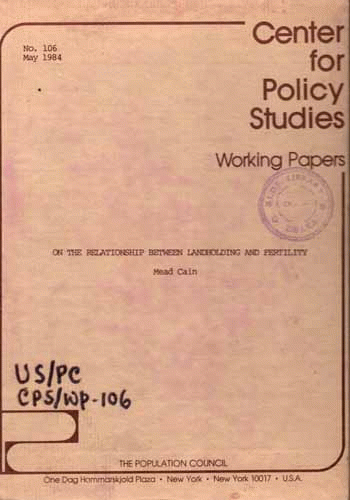 No. 106
May 1984
Center
for
Policy
Studies
Working Papers
LIBRARY
ON THE RELATIONSHIP BETWEEN LANDHOLDING AND FERTILITY
Mead Cain
US/PC
CPS/WP-106
THE POPULATION COUNCIL
One Dag Hammarskjold Plaza • New York • New York 10017 • U.S.A.